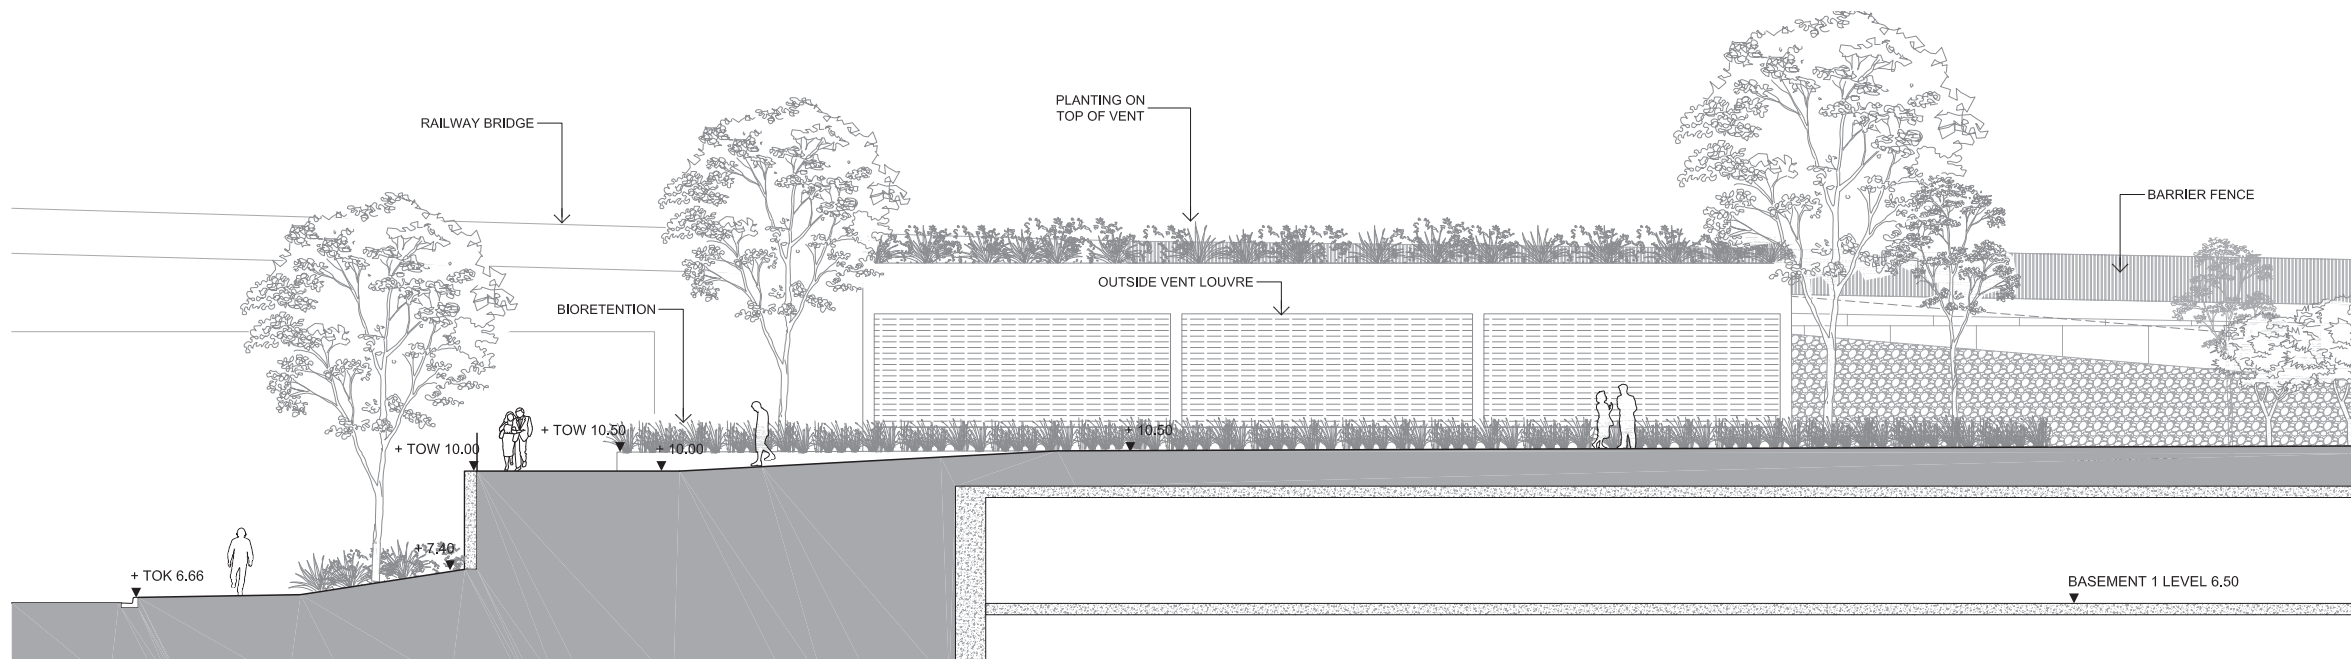 PLANTING ON
TOP OF VENT
RAILWAY BRIDGE
BARRIER FENCE
OUTSIDE VENT LOUVRE
BIORETENTION
+ TOW 10.50
+ 10.50
+ TOW 10.00
+ 10.00
+ 7.40
+ TOK 6.66
BASEMENT 1 LEVEL 6.50